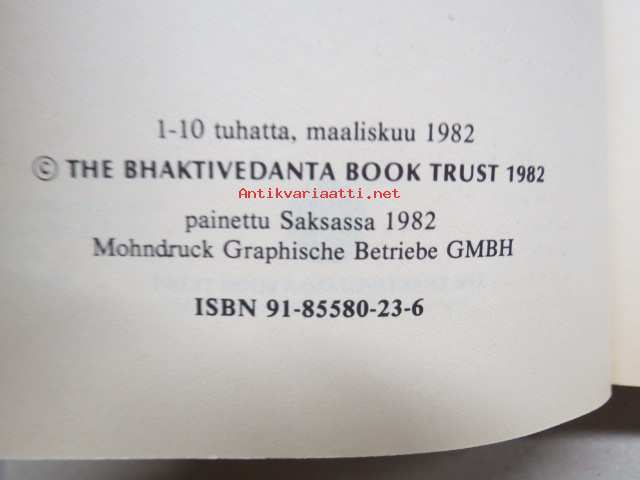 1-10 tuhatta, maaliskuu 1982
© THE BHAKTIVEDANTA BOOK TRUST 1982
Antikvariaatti.net
painettu Saksassa 1982
Mohndruck Graphische Betriebe GMBH
ISBN 91-85580-23-6